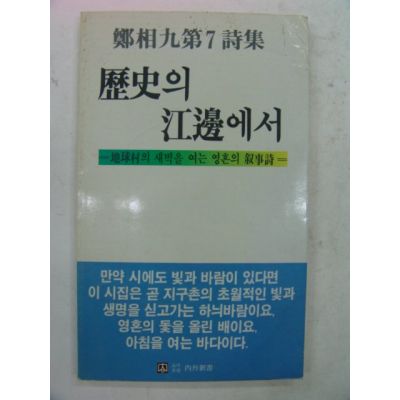 鄭相九第7詩集
歷史의
江邊에서
地球村의 새벽을 여는 영혼의 敍事詩
만약 시에도 빛과 바람이 있다면
이 시집은 곧 지구촌의 초월적인 빛과
생명을 싣고가는 하늬바람이요,
영혼의 돛을 올린 배이요,
아침을 여는 바다이다.
內外新書